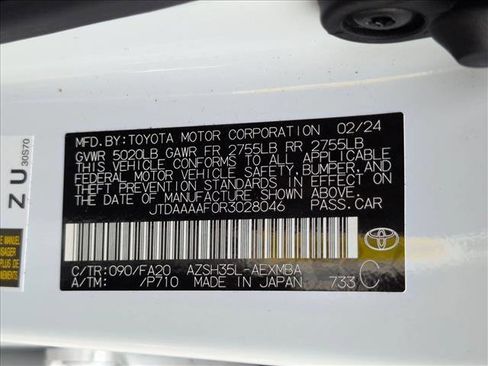 MFD. BY: TOYOTA MOTOR CORPORATION 02/24
GVWR 5020LB GAWR FR 2755LB RR 2755LB
THIS VEHICLE CONFORMS TO ALL APPLICABLE
FEDERAL MOTOR VEHICLE SAFETY, BUMPER, AND
THEFT PREVENTION STANDARDS IN EFFECT ON
THE DATE OF MANUFACTURE SHOWN ABOVE.
JTDAAAAF0R3028046 PASS. CAR
C/TR: 090/FA20 AZSH35L-AEXMBA
A/TM: /P710 MADE IN JAPAN 733 C
TOYOTA
ZU
30S70